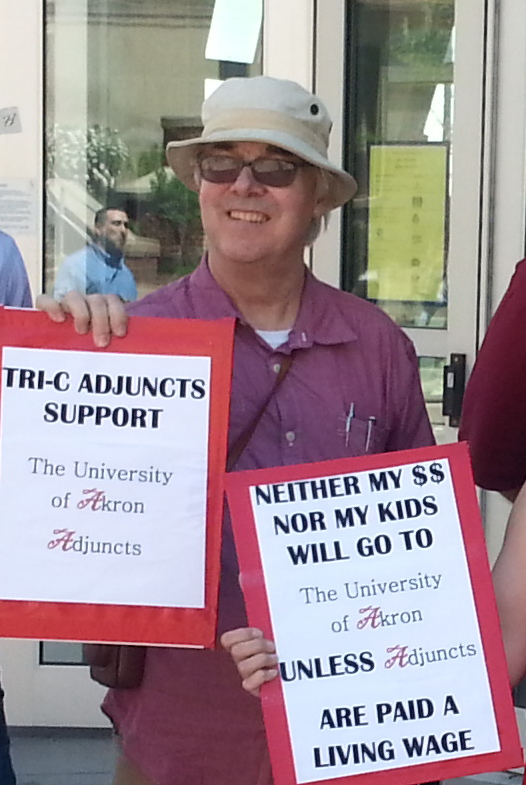 TRI-C ADJUNCTS
SUPPORT
The University
of Akron
Adjuncts
NEITHER MY $$
NOR MY KIDS
WILL GO TO
The University
of Akron
UNLESS Adjuncts
ARE PAID A
LIVING WAGE